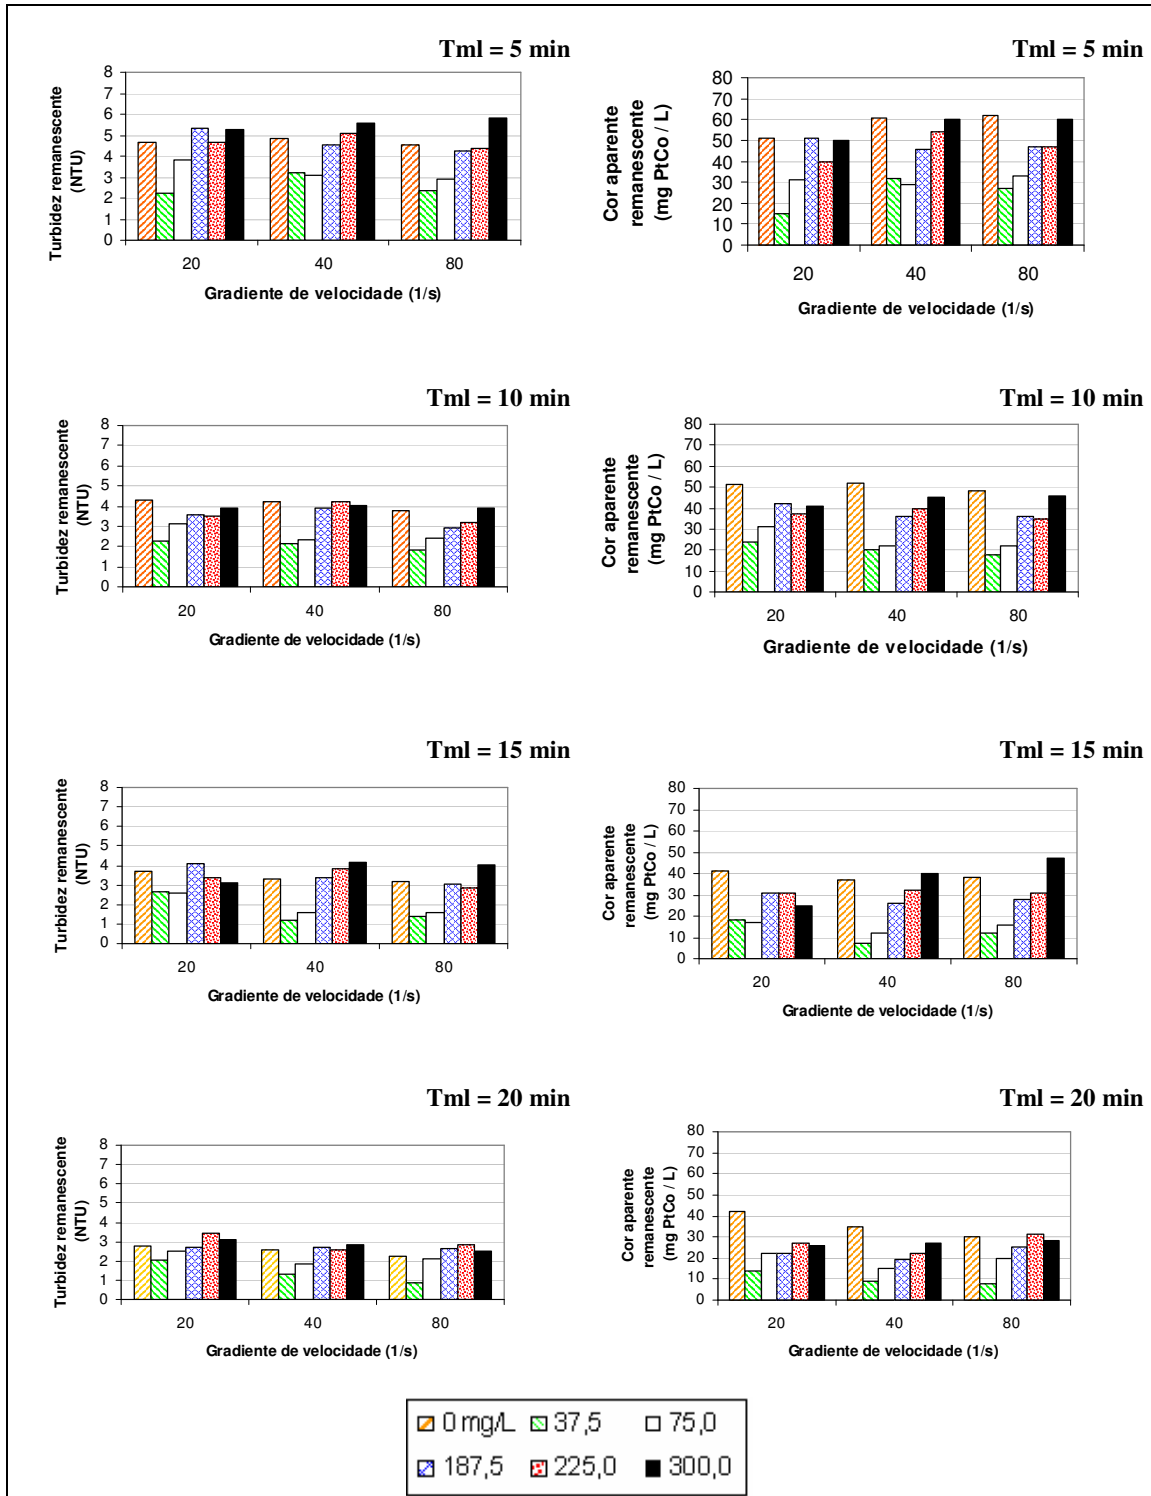 Tml = 5 min
Turbidez remanescente
(NTU)
8
7
6
5
4
3
2
1
0
20 40 80
Gradiente de velocidade (1/s)
Tml = 5 min
Cor aparente
remanescente
(mg PtCo / L)
80
70
60
50
40
30
20
10
0
20 40 80
Gradiente de velocidade (1/s)
Tml = 10 min
Turbidez remanescente
(NTU)
8
7
6
5
4
3
2
1
0
20 40 80
Gradiente de velocidade (1/s)
Tml = 10 min
Cor aparente
remanescente
(mg PtCo / L)
80
70
60
50
40
30
20
10
0
20 40 80
Gradiente de velocidade (1/s)
Tml = 15 min
Turbidez remanescente
(NTU)
8
7
6
5
4
3
2
1
0
20 40 80
Gradiente de velocidade (1/s)
Tml = 15 min
Cor aparente
remanescente
(mg PtCo / L)
80
70
60
50
40
30
20
10
0
20 40 80
Gradiente de velocidade (1/s)
Tml = 20 min
Turbidez remanescente
(NTU)
8
7
6
5
4
3
2
1
0
20 40 80
Gradiente de velocidade (1/s)
Tml = 20 min
Cor aparente
remanescente
(mg PtCo / L)
80
70
60
50
40
30
20
10
0
20 40 80
Gradiente de velocidade (1/s)
0 mg/L 37,5 75,0
187,5 225,0 300,0